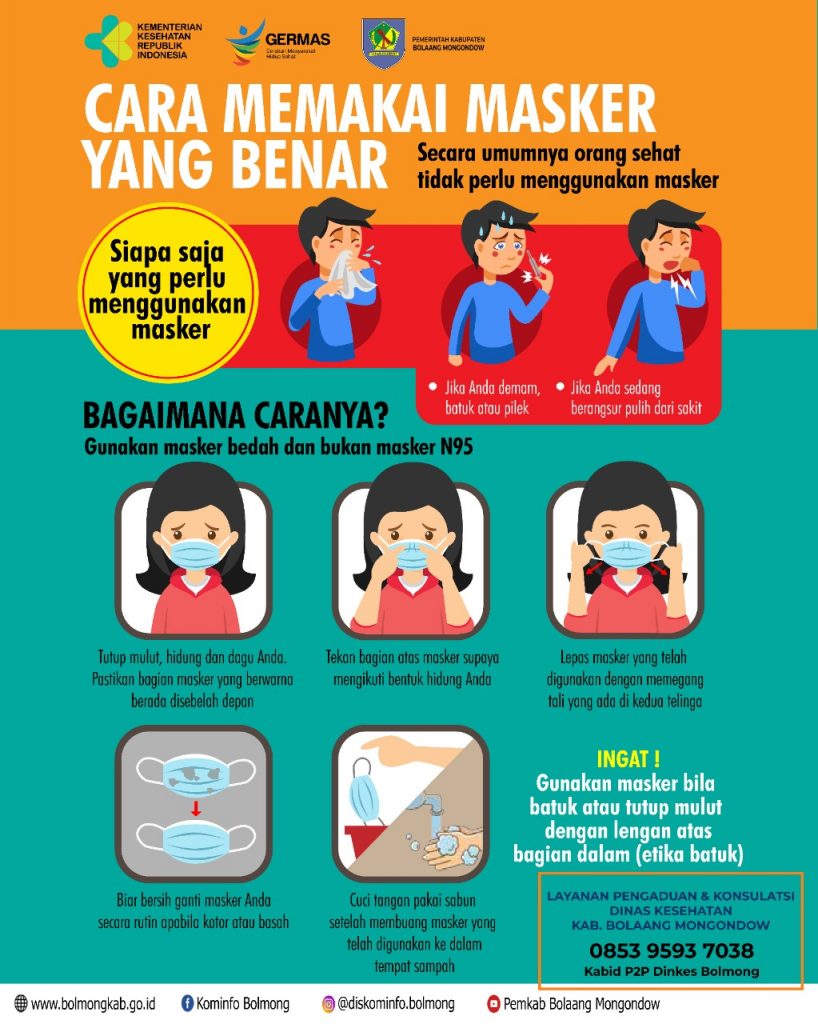 KEMENTERIAN
KESEHATAN
REPUBLIK
INDONESIA
GERMAS
Gerakan Masyarakat
Hidup Sehat
PEMERINTAH KABUPATEN
BOLAANG MONGONDOW
CARA MEMAKAI MASKER
YANG BENAR
Secara umumnya orang sehat
tidak perlu menggunakan masker
Siapa saja
yang perlu
menggunakan
masker
• Jika Anda demam,
batuk atau pilek
• Jika Anda sedang
berangsur pulih dari sakit
BAGAIMANA CARANYA?
Gunakan masker bedah dan bukan masker N95
Tutup mulut, hidung dan dagu Anda.
Pastikan bagian masker yang berwarna
berada disebelah depan
Tekan bagian atas masker supaya
mengikuti bentuk hidung Anda
Lepas masker yang telah
digunakan dengan memegang
tali yang ada di kedua telinga
Biar bersih ganti masker Anda
secara rutin apabila kotor atau basah
Cuci tangan pakai sabun
setelah membuang masker yang
telah digunakan ke dalam
tempat sampah
INGAT !
Gunakan masker bila
batuk atau tutup mulut
dengan lengan atas
bagian dalam (etika batuk)
LAYANAN PENGADUAN & KONSULATSI
DINAS KESEHATAN
KAB. BOLAANG MONGONDOW
0853 9593 7038
Kabid P2P Dinkes Bolmong
www.bolmongkab.go.id
Kominfo Bolmong
@diskominfo.bolmong
Pemkab Bolaang Mongondow